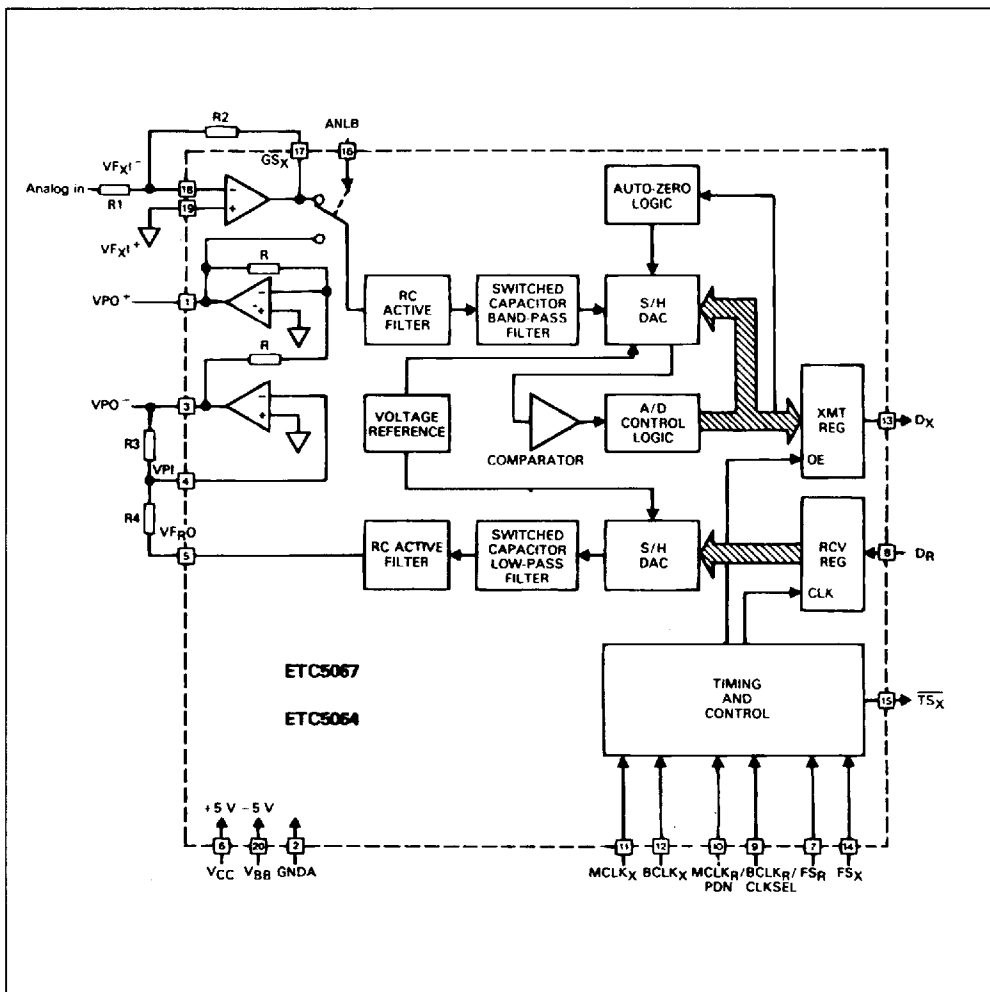 R2
ANLB
17
16
GSX
VFXI-
Analog in
R1
18
19
VFXI+
AUTO-ZERO
LOGIC
R
VPO+
1
RC
ACTIVE
FILTER
SWITCHED
CAPACITOR
BAND-PASS
FILTER
S/H
DAC
R
VPO-
3
VOLTAGE
REFERENCE
COMPARATOR
A/D
CONTROL
LOGIC
XMT
REG
OE
13
DX
R3
VPI
4
R4
VFRO
5
RC ACTIVE
FILTER
SWITCHED
CAPACITOR
LOW-PASS
FILTER
S/H
DAC
RCV
REG
CLK
8
DR
ETC5067
ETC5064
TIMING
AND
CONTROL
15
TSX
+5 V
-5 V
6
20
2
11
12
10
9
7
14
VCC
VBB
GNDA
MCLKX
BCLKX
MCLKR/
PDN
BCLKR/
CLKSEL
FSR
FSX